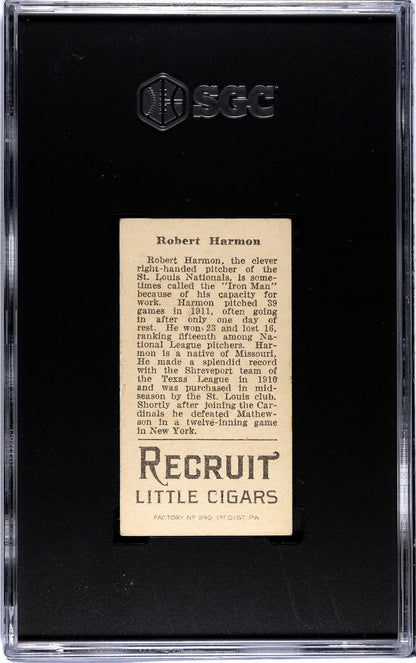 SGC
Robert Harmon
Robert Harmon, the clever
right-handed pitcher of the
St. Louis Nationals, is some-
times called the "Iron Man"
because of his capacity for
work. Harmon pitched 39
games in 1911, often going
in after only one day of
rest. He won 23 and lost 16,
ranking fifteenth among Na-
tional League pitchers. Har-
mon is a native of Missouri.
He made a splendid record
with the Shreveport team of
the Texas League in 1910
and was purchased in mid-
season by the St. Louis club.
Shortly after joining the Car-
dinals he defeated Mathew-
son in a twelve-inning game
in New York.
RECRUIT
LITTLE CIGARS
FACTORY Nº 240, 1ST DIST. PA